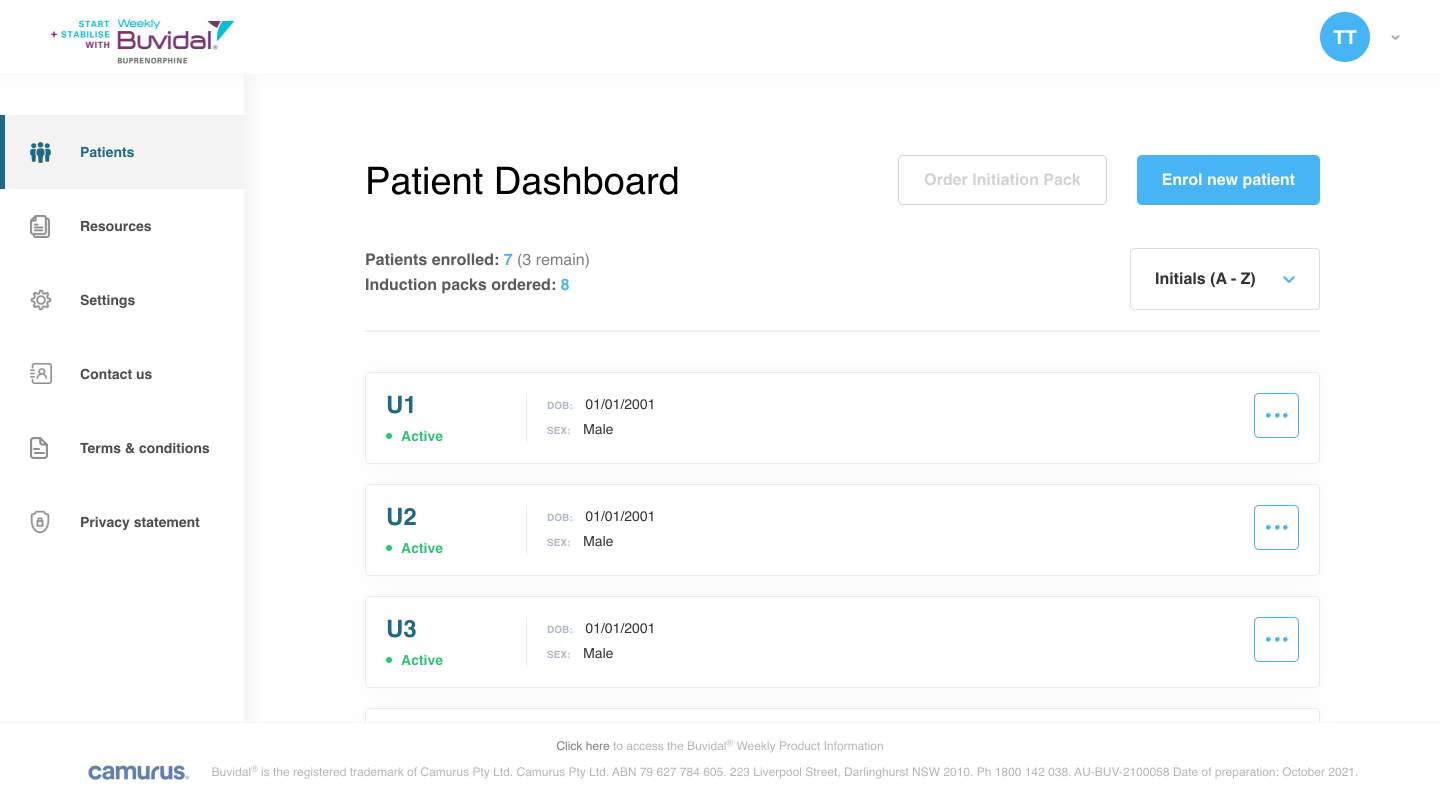 START
+ STABILISE
WITH
Weekly
Buvidal®
BUPRENORPHINE
TT
Patients
Resources
Settings
Contact us
Terms & conditions
Privacy statement
Patient Dashboard
Order Initiation Pack
Enrol new patient
Patients enrolled: 7 (3 remain)
Induction packs ordered: 8
Initials (A - Z)
U1
Active
DOB: 01/01/2001
SEX: Male
U2
Active
DOB: 01/01/2001
SEX: Male
U3
Active
DOB: 01/01/2001
SEX: Male
Click here to access the Buvidal® Weekly Product Information
camurus.
Buvidal® is the registered trademark of Camurus Pty Ltd. Camurus Pty Ltd. ABN 79 627 784 605. 223 Liverpool Street, Darlinghurst NSW 2010. Ph 1800 142 038. AU-BUV-2100058 Date of preparation: October 2021.